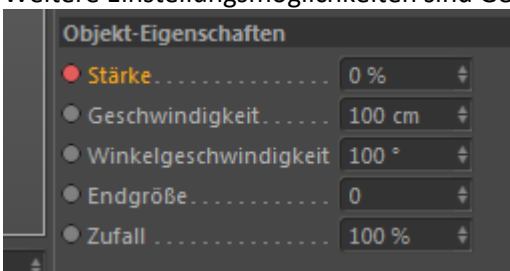 Weitere Einstellungsmöglichkeiten sind Ge
Objekt-Eigenschaften
Stärke............... 0 %
Geschwindigkeit...... 100 cm
Winkelgeschwindigkeit 100 °
Endgröße............ 0
Zufall ............... 100 %